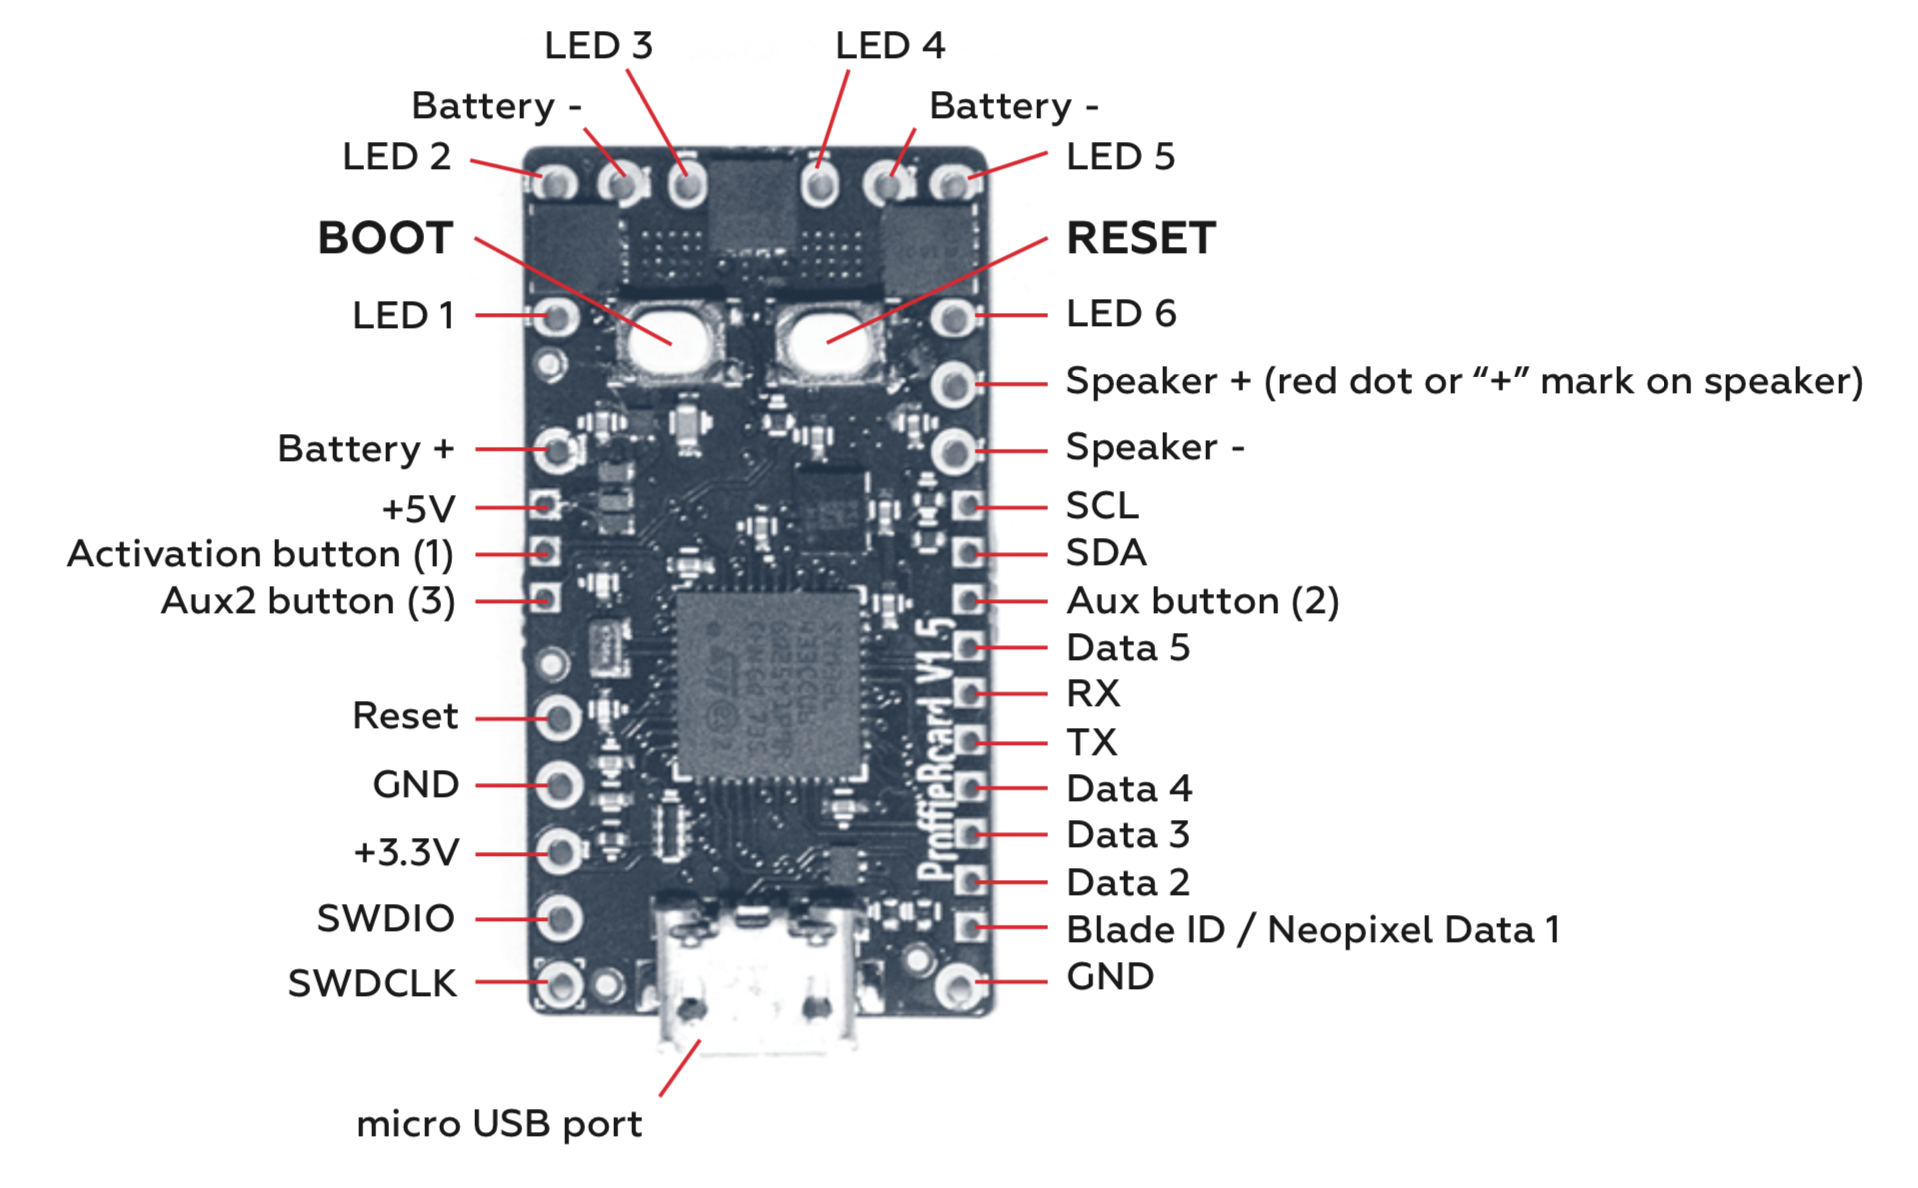 LED 3
LED 4
Battery -
Battery -
LED 2
LED 5
BOOT
RESET
LED 1
LED 6
Speaker + (red dot or “+” mark on speaker)
Battery +
Speaker -
+5V
SCL
Activation button (1)
SDA
Aux2 button (3)
Aux button (2)
Data 5
RX
Reset
TX
GND
Data 4
Data 3
+3.3V
Data 2
SWDIO
Blade ID / Neopixel Data 1
SWDCLK
GND
ProffieBoard V1.5
micro USB port